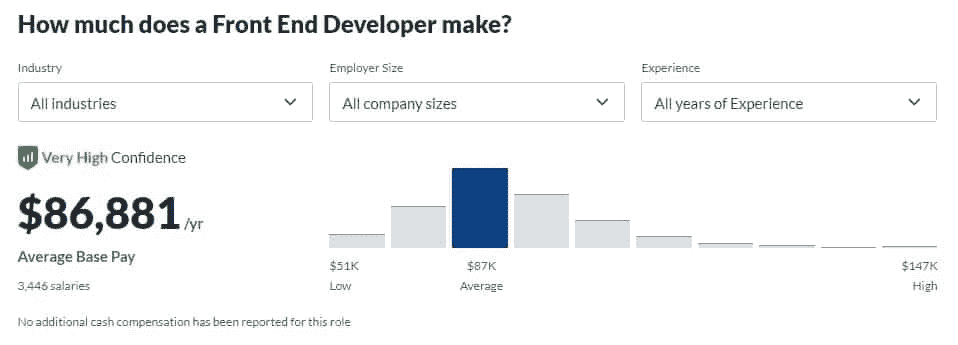 How much does a Front End Developer make?
Industry
Employer Size
Experience
All industries
All company sizes
All years of Experience
Very High Confidence
$86,881 /yr
Average Base Pay
3,446 salaries
$51K
$87K
$147K
Low
Average
High
No additional cash compensation has been reported for this role